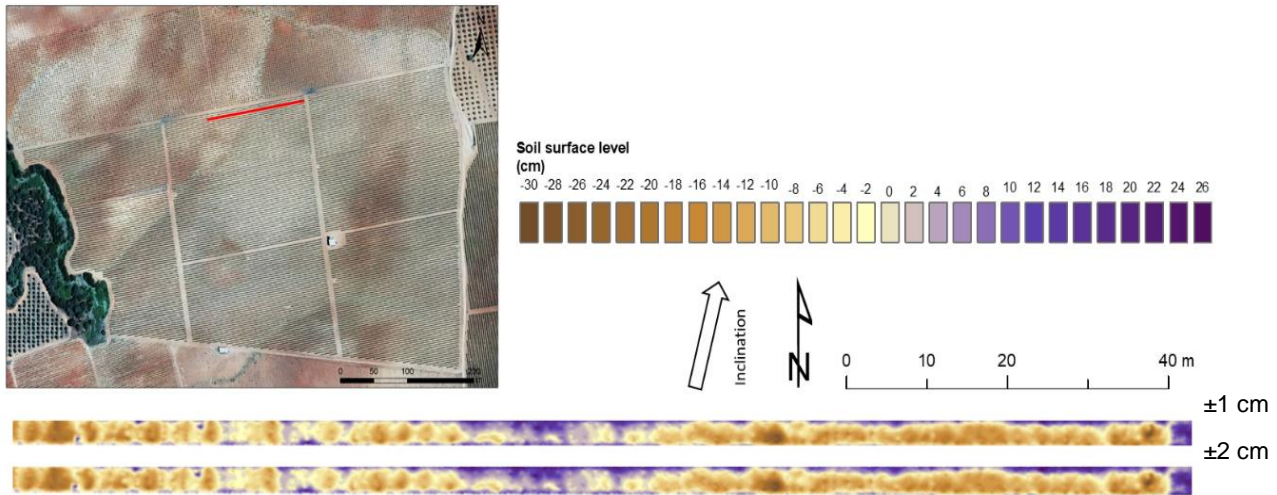 N
0 50 100 200
Soil surface level
(cm)
-30 -28 -26 -24 -22 -20 -18 -16 -14 -12 -10 -8 -6 -4 -2 0 2 4 6 8 10 12 14 16 18 20 22 24 26
Inclination
N
0 10 20 40 m
±1 cm
±2 cm